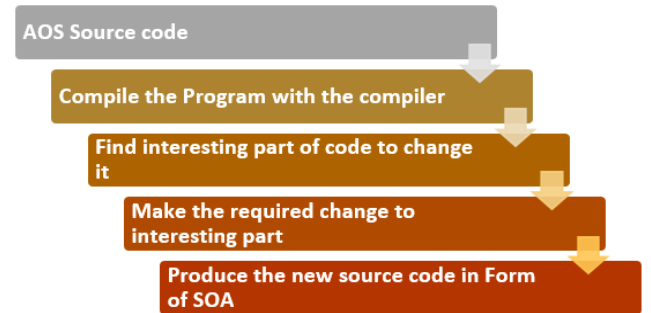 AOS Source code
Compile the Program with the compiler
Find interesting part of code to change
it
Make the required change to
interesting part
Produce the new source code in Form
of SOA